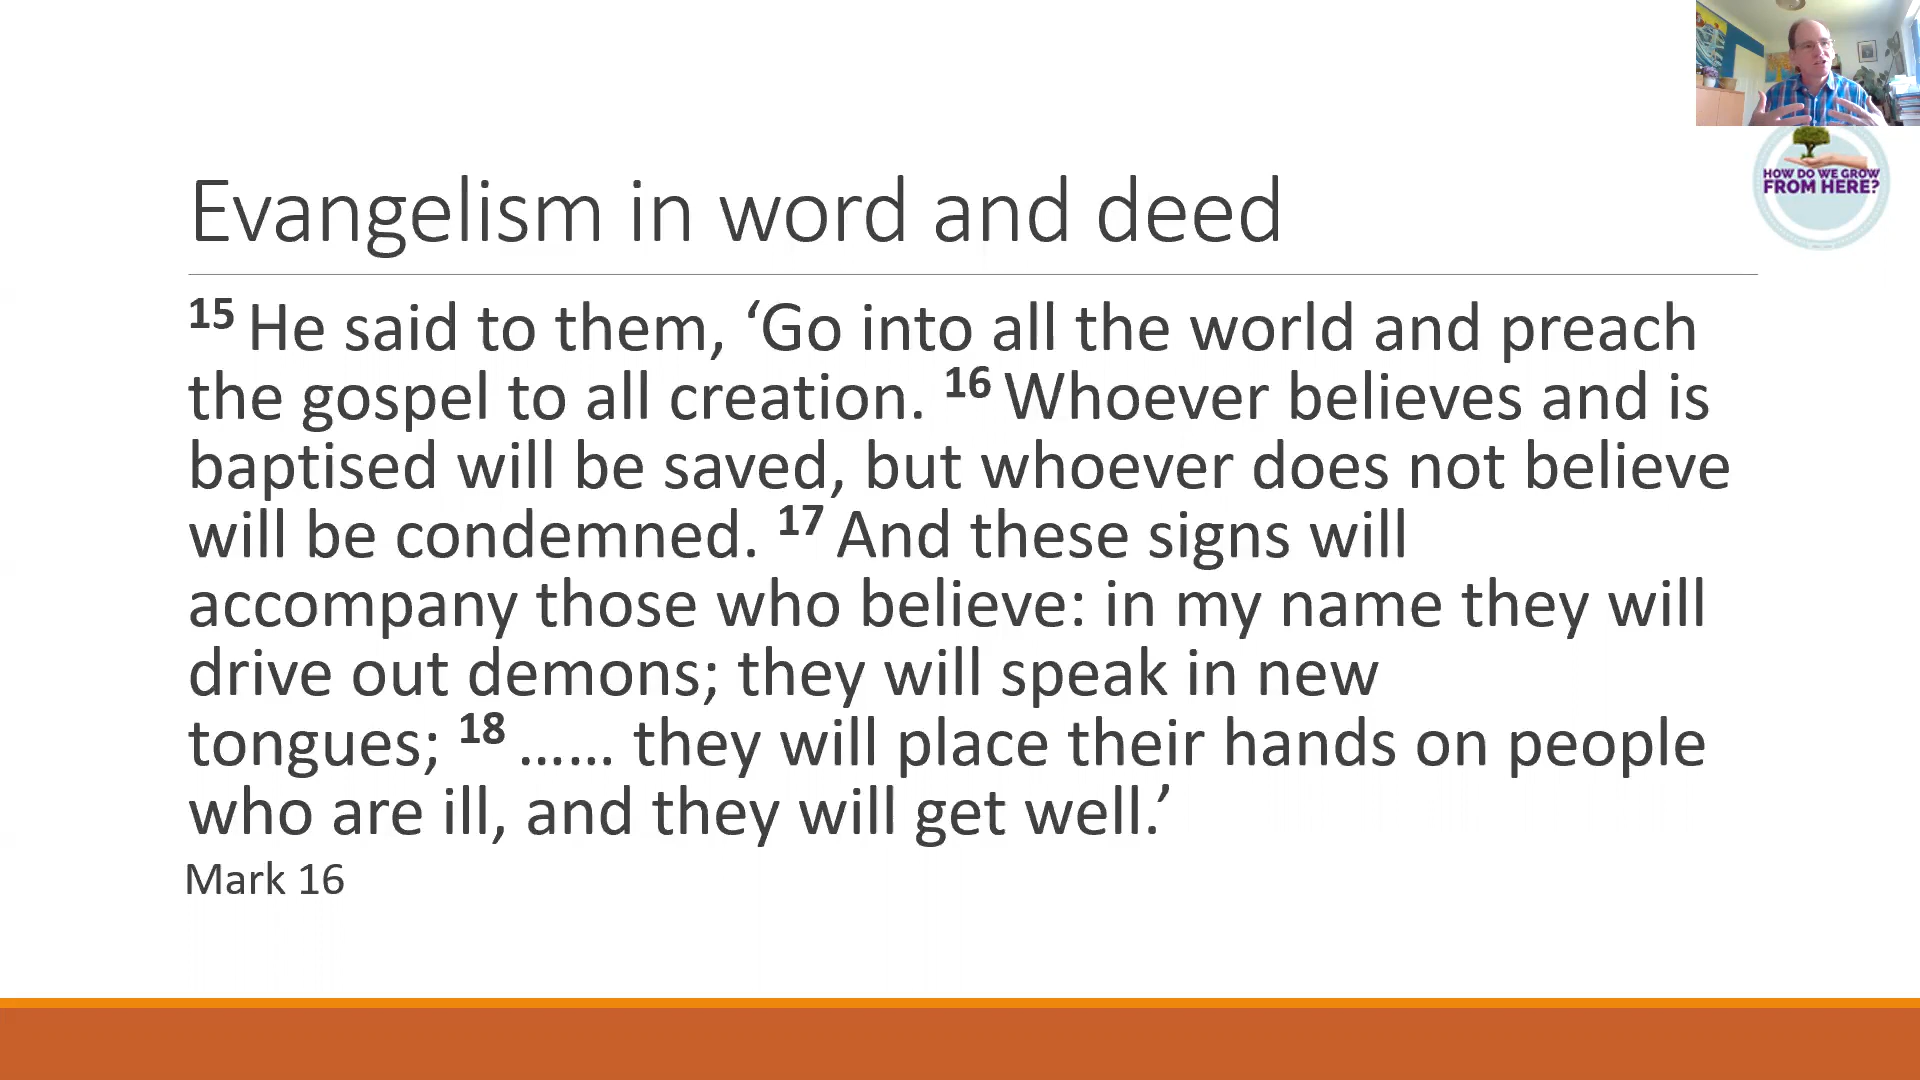 HOW DO WE GROW
FROM HERE?
Evangelism in word and deed
15 He said to them, ‘Go into all the world and preach
the gospel to all creation. 16 Whoever believes and is
baptised will be saved, but whoever does not believe
will be condemned. 17 And these signs will
accompany those who believe: in my name they will
drive out demons; they will speak in new
tongues; 18 …… they will place their hands on people
who are ill, and they will get well.’
Mark 16